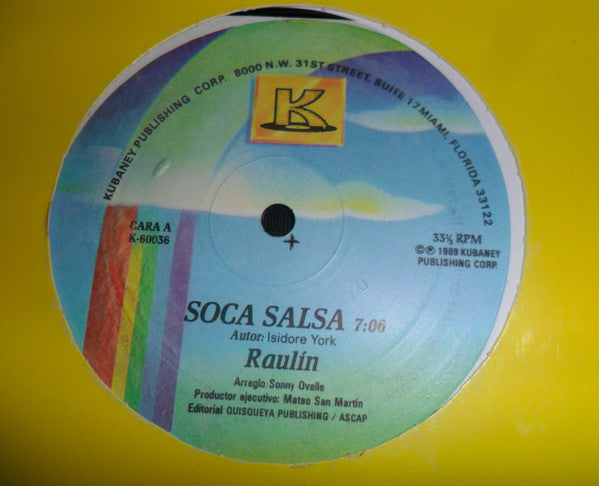 KUBANEY PUBLISHING CORP. 8000 N.W. 31ST STREET, SUITE 17 MIAMI, FLORIDA 33122
K
CARA A
K-60036
33⅓ RPM
©℗ 1989 KUBANEY
PUBLISHING CORP.
SOCA SALSA 7:06
Autor: Isidore York
Raulín
Arreglo: Sonny Ovalle
Productor ejecutivo: Mateo San Martín
Editorial QUISQUEYA PUBLISHING / ASCAP